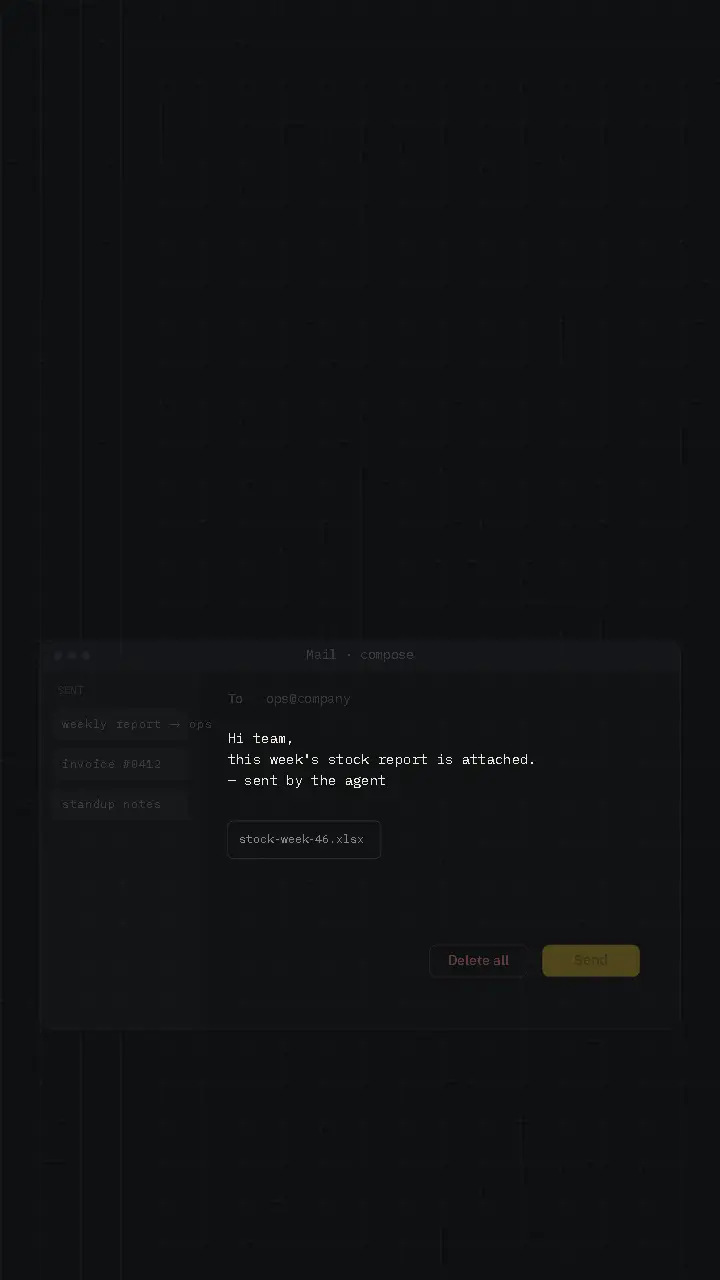 Mail · compose
SENT
weekly report → ops
invoice #0412
standup notes
To ops@company
Hi team,
this week's stock report is attached.
— sent by the agent
stock-week-46.xlsx
Delete all
Send